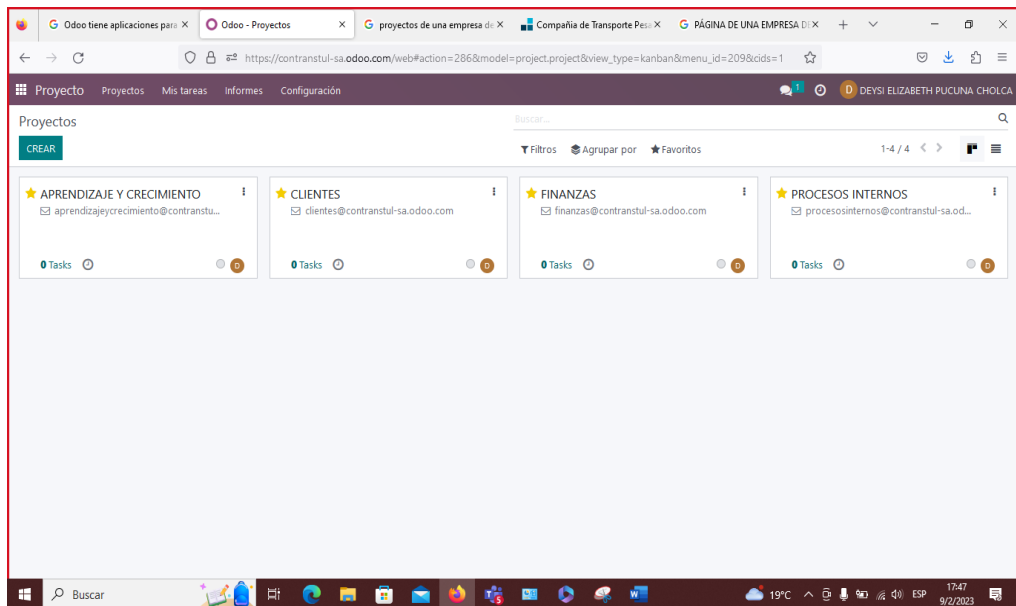 Odoo tiene aplicaciones para
Odoo - Proyectos
proyectos de una empresa de
Compañia de Transporte Pesa
PÁGINA DE UNA EMPRESA DE
https://contranstul-sa.odoo.com/web#action=286&model=project.project&view_type=kanban&menu_id=209&cids=1
Proyecto Proyectos Mis tareas Informes Configuración
1
D DEYSI ELIZABETH PUCUNA CHOLCA
Proyectos
Buscar...
CREAR
Filtros Agrupar por Favoritos
1-4 / 4
APRENDIZAJE Y CRECIMIENTO
aprendizajeycrecimiento@contranstu...
0 Tasks
D
CLIENTES
clientes@contranstul-sa.odoo.com
0 Tasks
D
FINANZAS
finanzas@contranstul-sa.odoo.com
0 Tasks
D
PROCESOS INTERNOS
procesosinternos@contranstul-sa.od...
0 Tasks
D
Buscar
19°C
ESP
17:47
9/2/2023